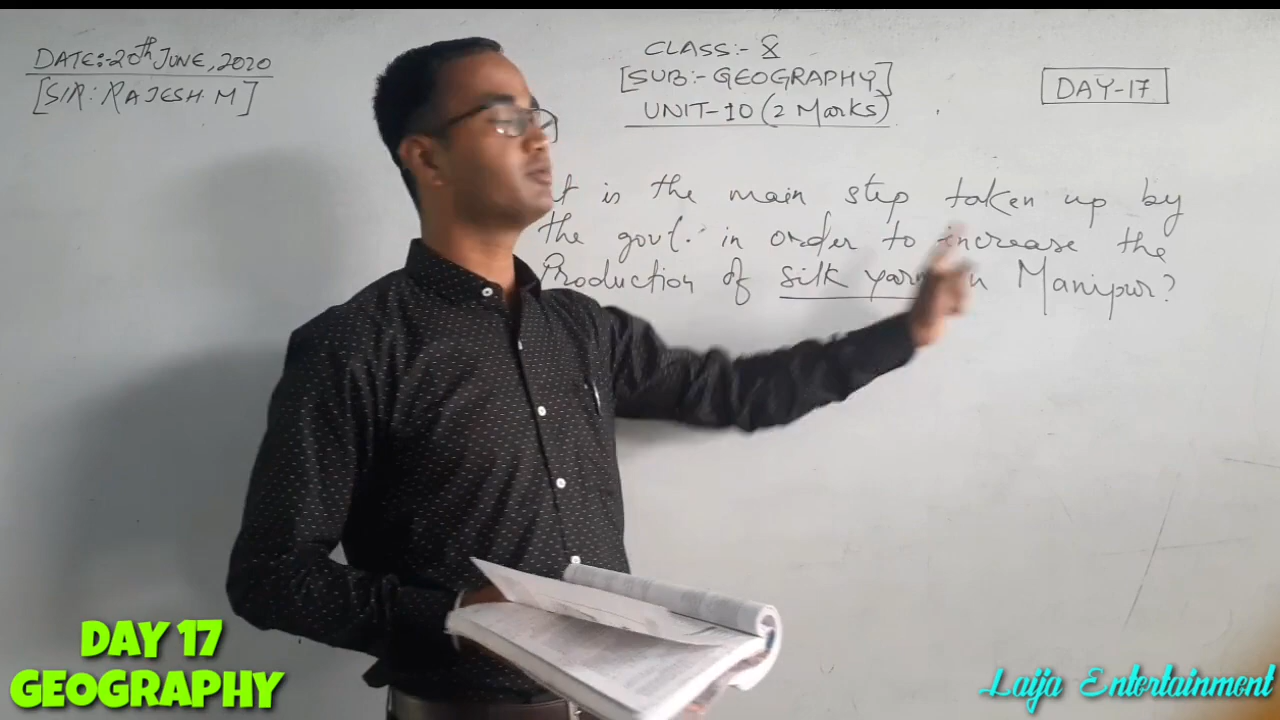 DATE:-20th JUNE, 2020
[SIR: RAJESH. M]
CLASS:- X
[SUB:- GEOGRAPHY]
UNIT-10 (2 Marks)
DAY-17
is the main step taken up by
the govt. in order to increase the
Production of silk yarn in Manipur?
DAY 17
GEOGRAPHY
Laija Entertainment